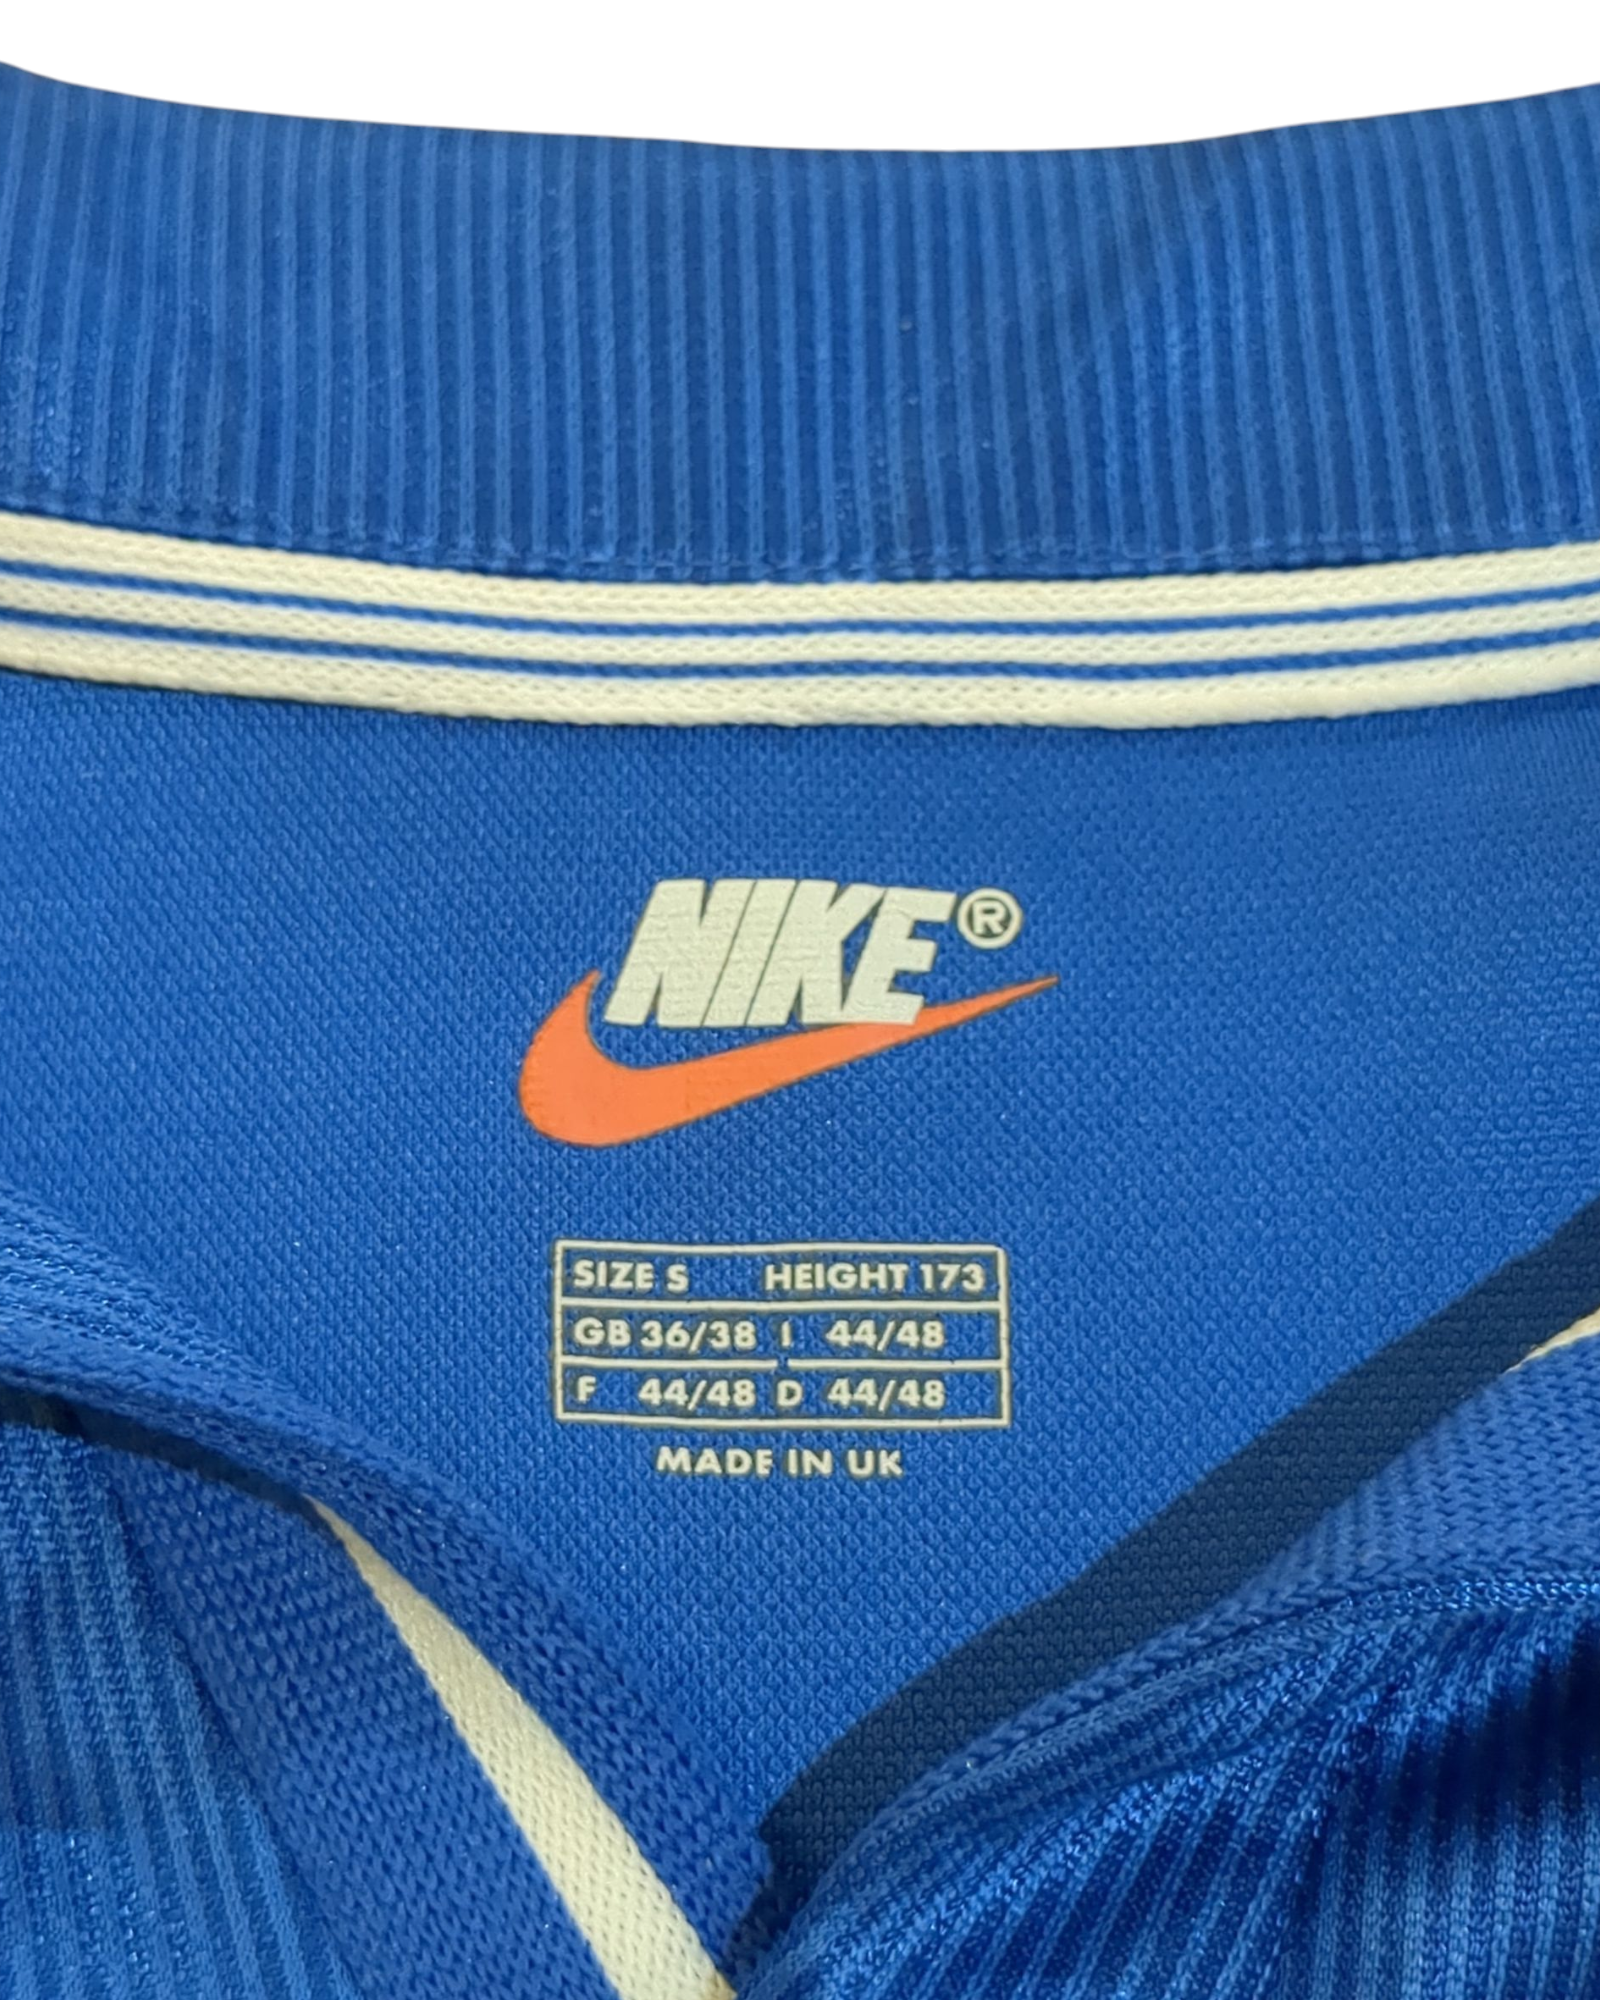 NIKE®
SIZE S HEIGHT 173
GB 36/38 I 44/48
F 44/48 D 44/48
MADE IN UK